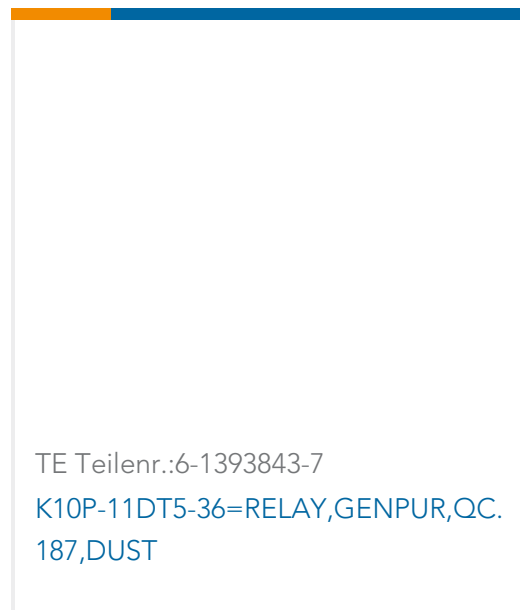 TE Teilenr.:6-1393843-7
K10P-11DT5-36=RELAY,GENPUR,QC.
187,DUST